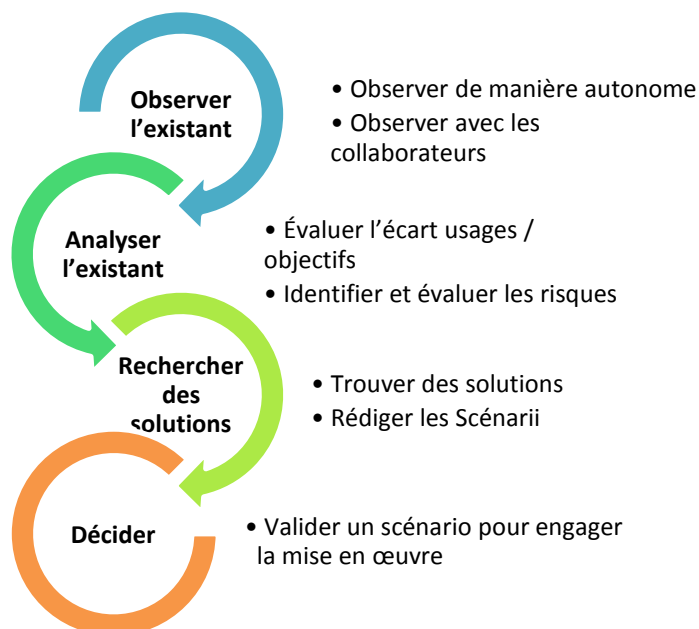 Observer
l’existant
• Observer de manière autonome
• Observer avec les
collaborateurs
Analyser
l’existant
• Évaluer l’écart usages /
objectifs
• Identifier et évaluer les risques
Rechercher
des
solutions
• Trouver des solutions
• Rédiger les Scénarii
Décider
• Valider un scénario pour engager
la mise en œuvre